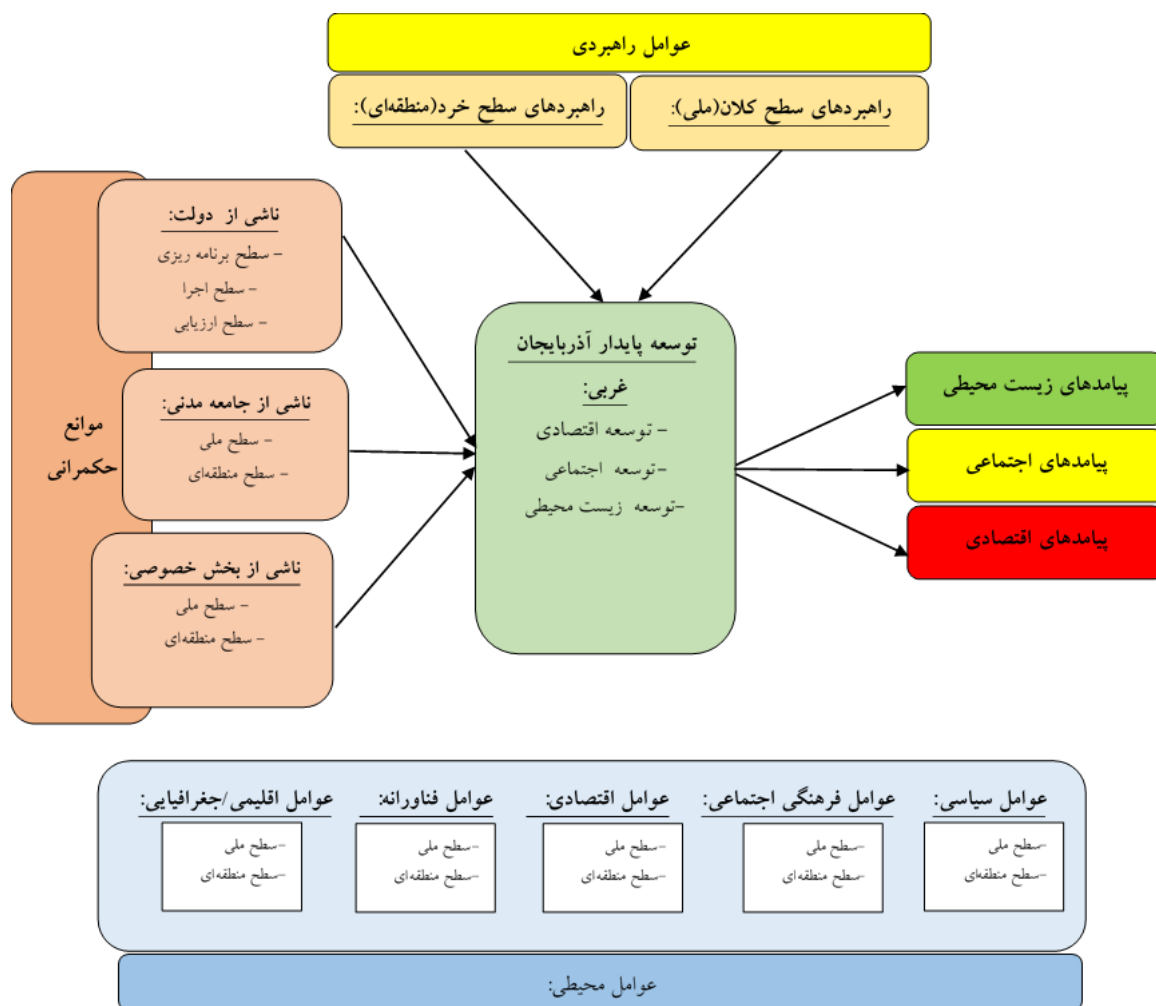 عوامل راهبردی
راهبردهای سطح کلان(ملی):
راهبردهای سطح خرد(منطقه‌ای):
موانع
حکمرانی
ناشی از دولت:
- سطح برنامه ریزی
- سطح اجرا
- سطح ارزیابی
ناشی از جامعه مدنی:
- سطح ملی
- سطح منطقه‌ای
ناشی از بخش خصوصی:
- سطح ملی
- سطح منطقه‌ای
توسعه پایدار آذربایجان
غربی:
- توسعه اقتصادی
-توسعه اجتماعی
-توسعه زیست محیطی
پیامدهای زیست محیطی
پیامدهای اجتماعی
پیامدهای اقتصادی
عوامل سیاسی:
-سطح ملی
-سطح منطقه‌ای
عوامل فرهنگی اجتماعی:
-سطح ملی
-سطح منطقه‌ای
عوامل اقتصادی:
-سطح ملی
-سطح منطقه‌ای
عوامل فناورانه:
-سطح ملی
-سطح منطقه‌ای
عوامل اقلیمی/جغرافیایی:
-سطح ملی
-سطح منطقه‌ای
عوامل محیطی: